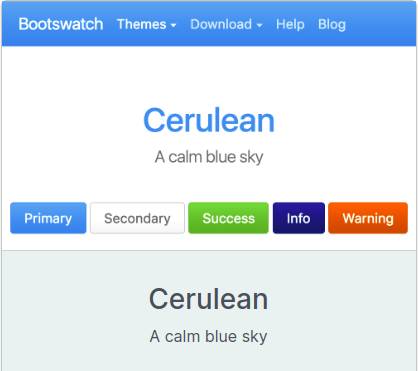 Bootswatch Themes Download Help Blog
Cerulean
A calm blue sky
Primary Secondary Success Info Warning
Cerulean
A calm blue sky